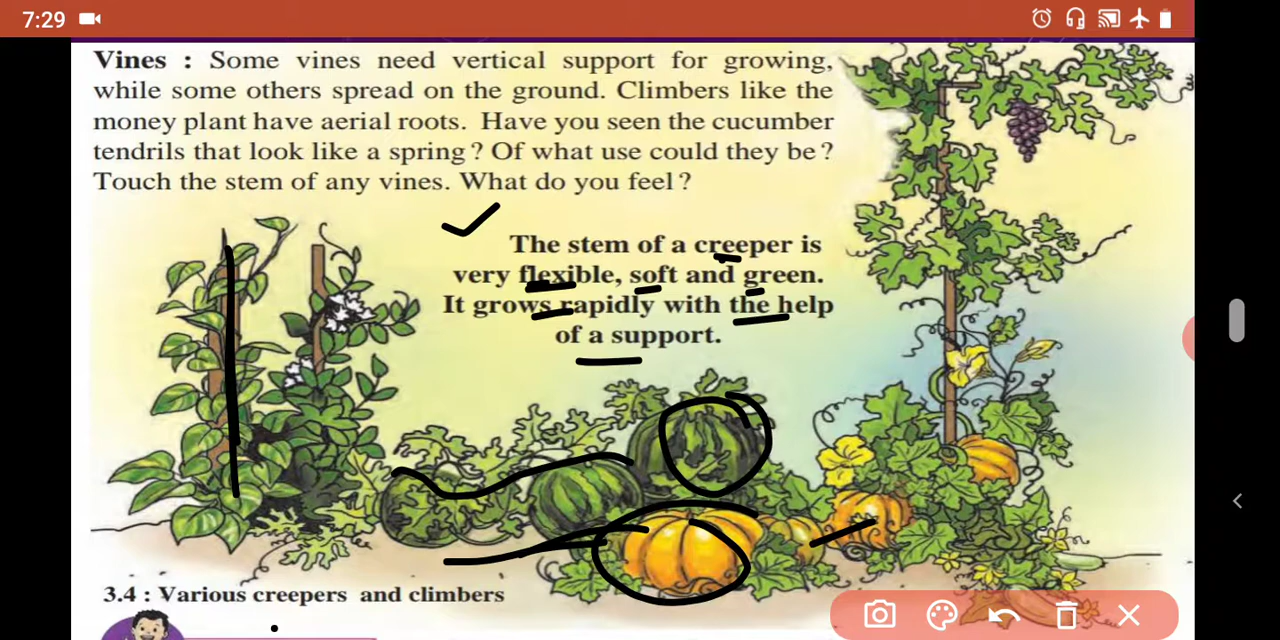 7:29
Vines : Some vines need vertical support for growing,
while some others spread on the ground. Climbers like the
money plant have aerial roots. Have you seen the cucumber
tendrils that look like a spring? Of what use could they be?
Touch the stem of any vines. What do you feel?
The stem of a creeper is
very flexible, soft and green.
It grows rapidly with the help
of a support.
3.4 : Various creepers and climbers